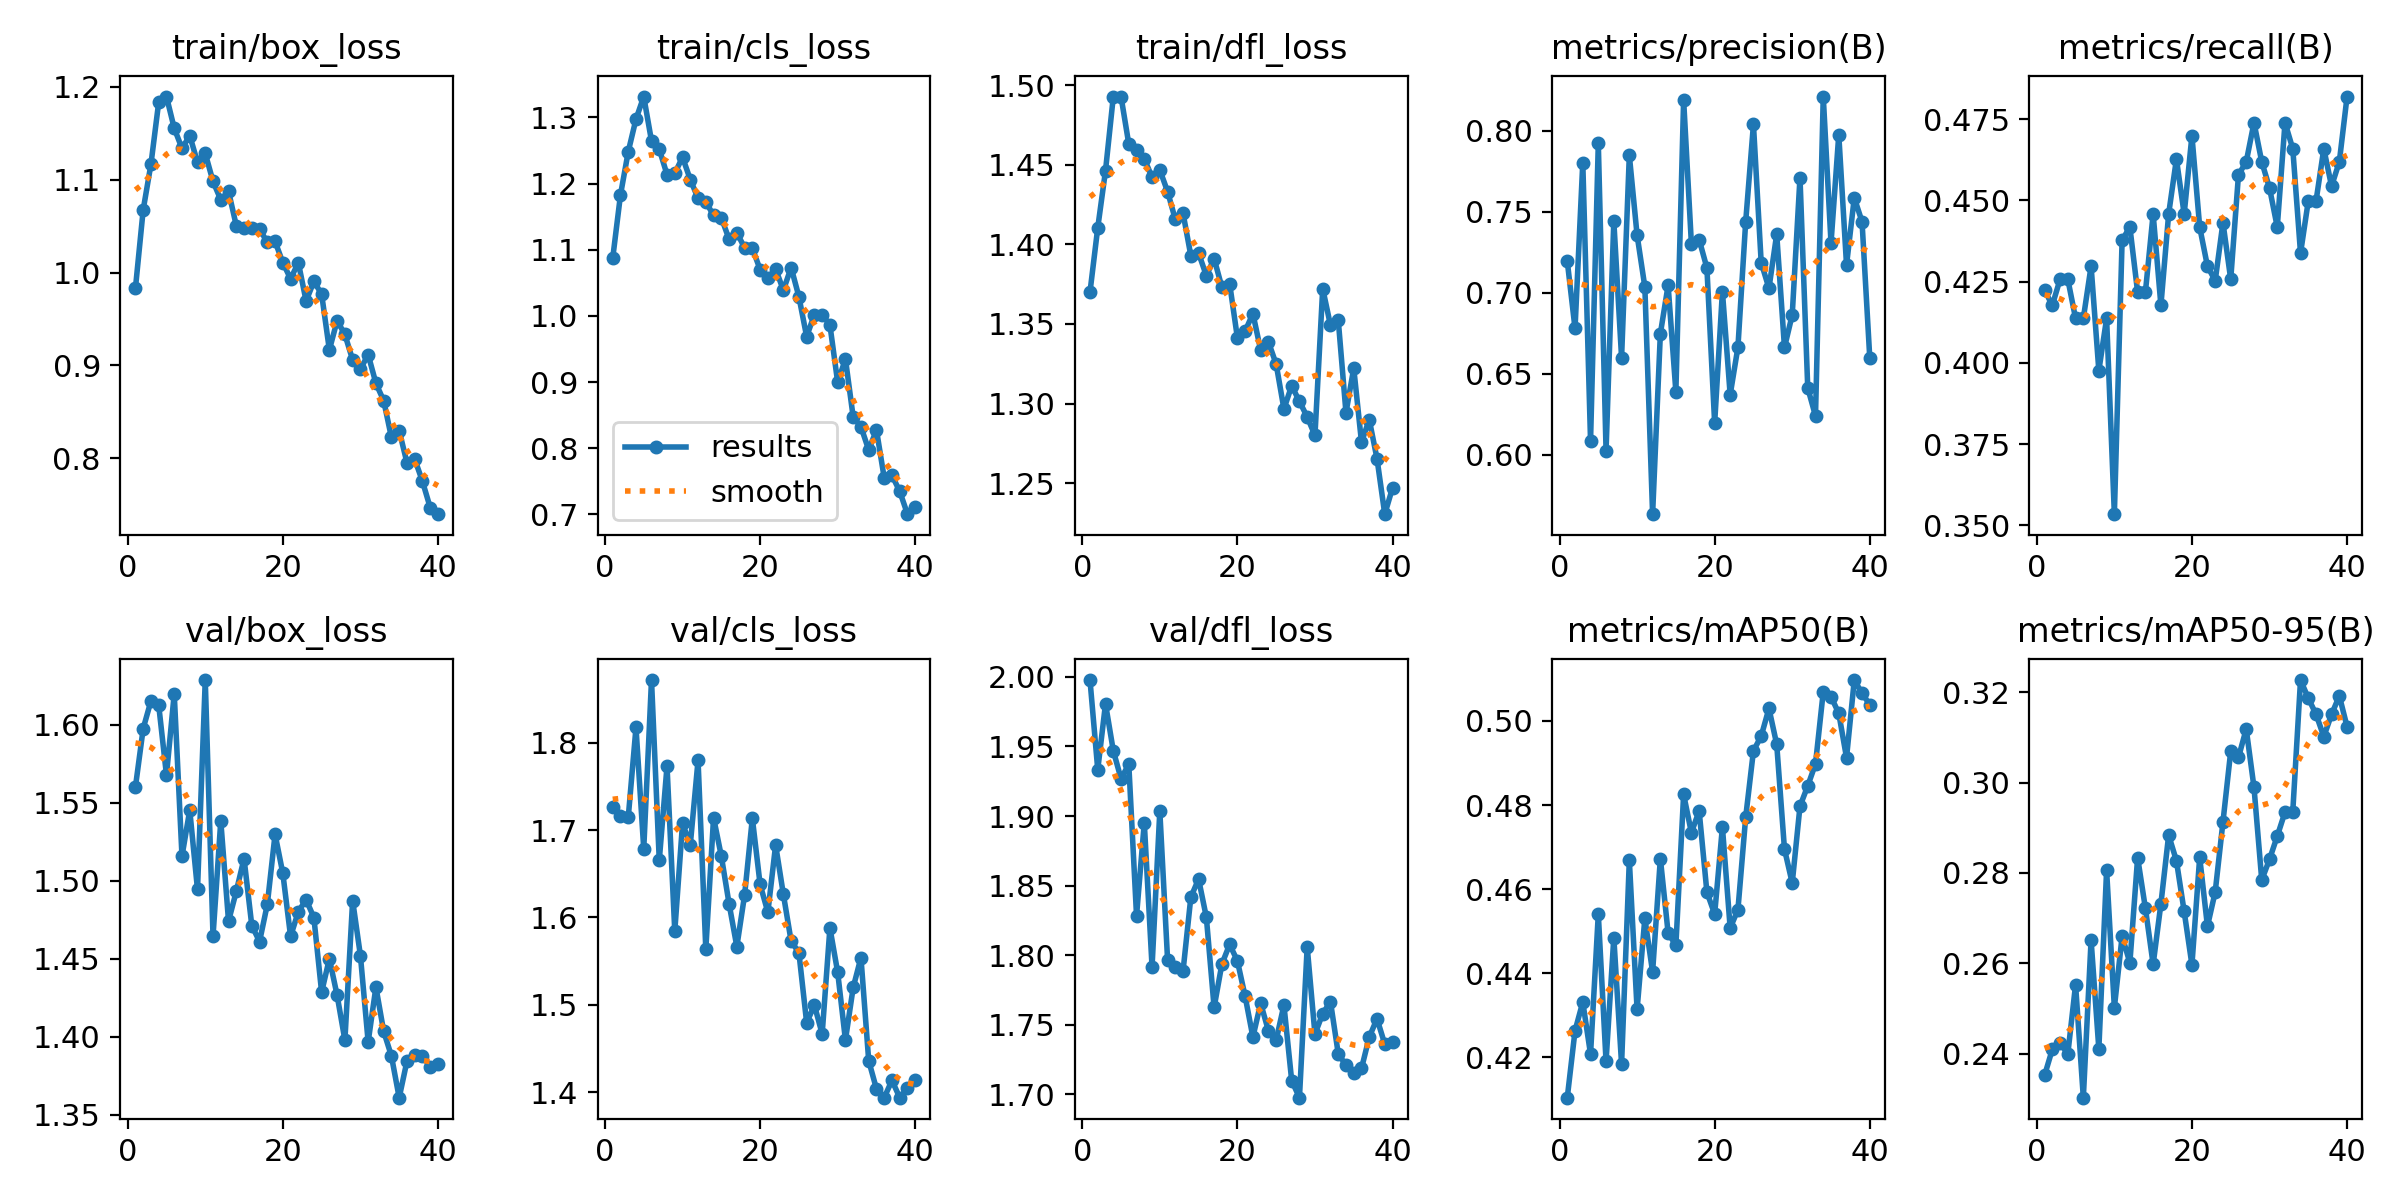 train/box_loss
1.2
1.1
1.0
0.9
0.8
0 20 40
train/cls_loss
1.3
1.2
1.1
1.0
0.9
0.8
0.7
results
smooth
0 20 40
train/dfl_loss
1.50
1.45
1.40
1.35
1.30
1.25
0 20 40
metrics/precision(B)
0.80
0.75
0.70
0.65
0.60
0 20 40
metrics/recall(B)
0.475
0.450
0.425
0.400
0.375
0.350
0 20 40
val/box_loss
1.60
1.55
1.50
1.45
1.40
1.35
0 20 40
val/cls_loss
1.8
1.7
1.6
1.5
1.4
0 20 40
val/dfl_loss
2.00
1.95
1.90
1.85
1.80
1.75
1.70
0 20 40
metrics/mAP50(B)
0.50
0.48
0.46
0.44
0.42
0 20 40
metrics/mAP50-95(B)
0.32
0.30
0.28
0.26
0.24
0 20 40